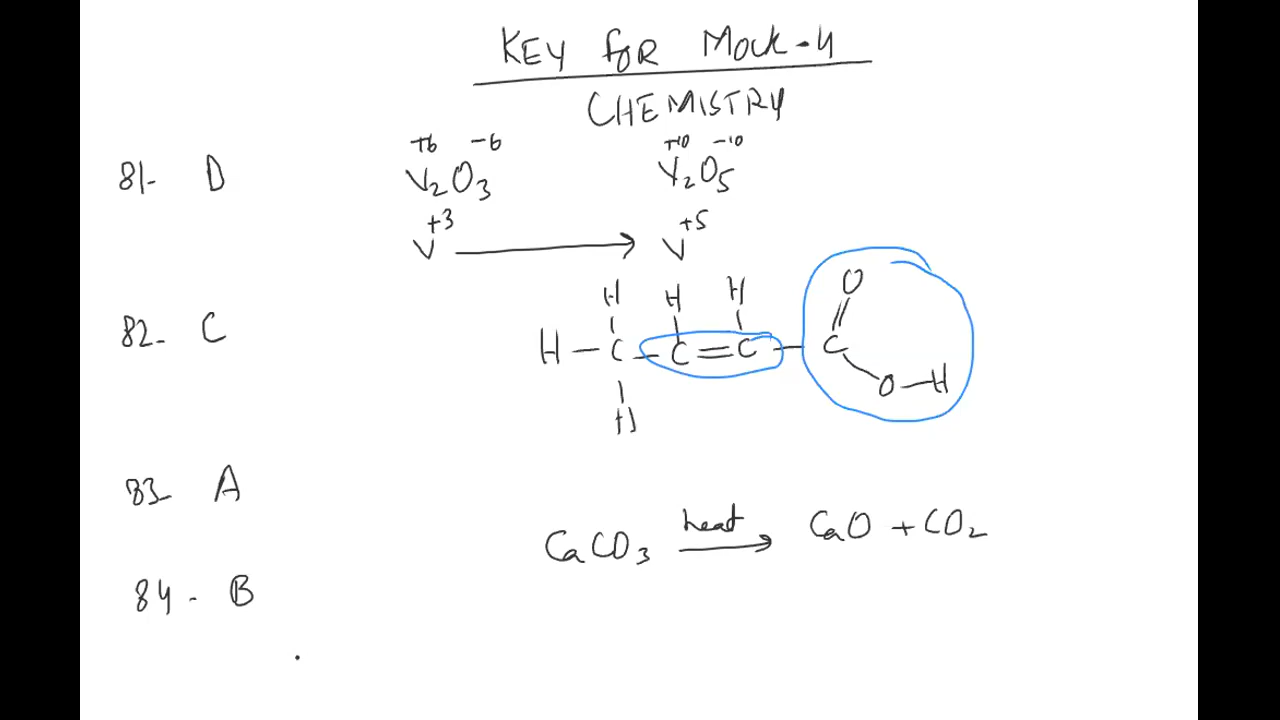 KEY foR Mock-4
CHEMISTRY
+6 -6 +10 -10
81- D V2O3 V2O5
+3 +5
V → V
O
H H H
82- C H - C - C = C - C
O - H
H
83- A
heat
CaCO3 → CaO + CO2
84 - B